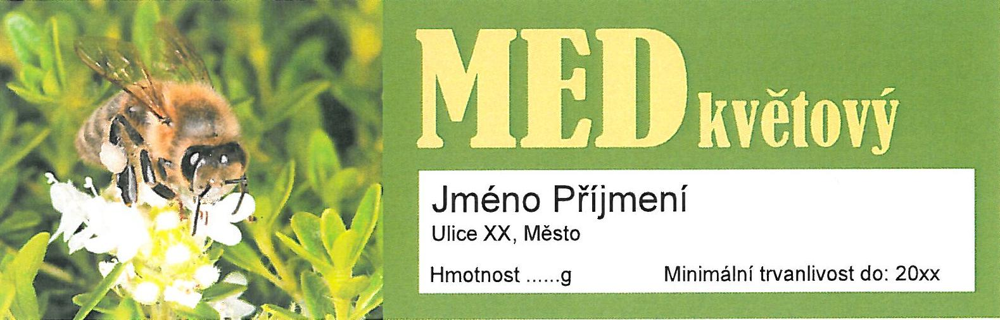 MED květový
Jméno Příjmení
Ulice XX, Město
Hmotnost ......g Minimální trvanlivost do: 20xx